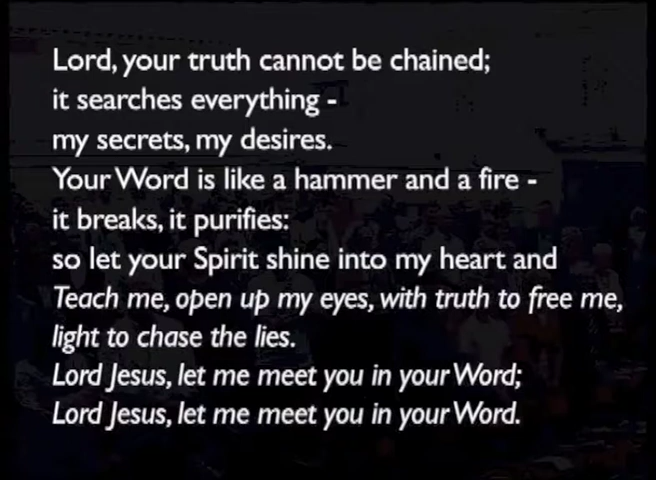 Lord, your truth cannot be chained;
it searches everything -
my secrets, my desires.
Your Word is like a hammer and a fire -
it breaks, it purifies:
so let your Spirit shine into my heart and
Teach me, open up my eyes, with truth to free me,
light to chase the lies.
Lord Jesus, let me meet you in your Word;
Lord Jesus, let me meet you in your Word.